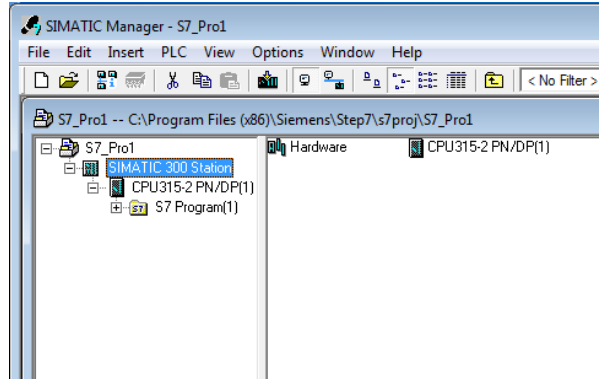 SIMATIC Manager - S7_Pro1
File Edit Insert PLC View Options Window Help
< No Filter >
S7_Pro1 -- C:\Program Files (x86)\Siemens\Step7\s7proj\S7_Pro1
S7_Pro1
SIMATIC 300 Station
CPU315-2 PN/DP(1)
S7 Program(1)
Hardware CPU315-2 PN/DP(1)